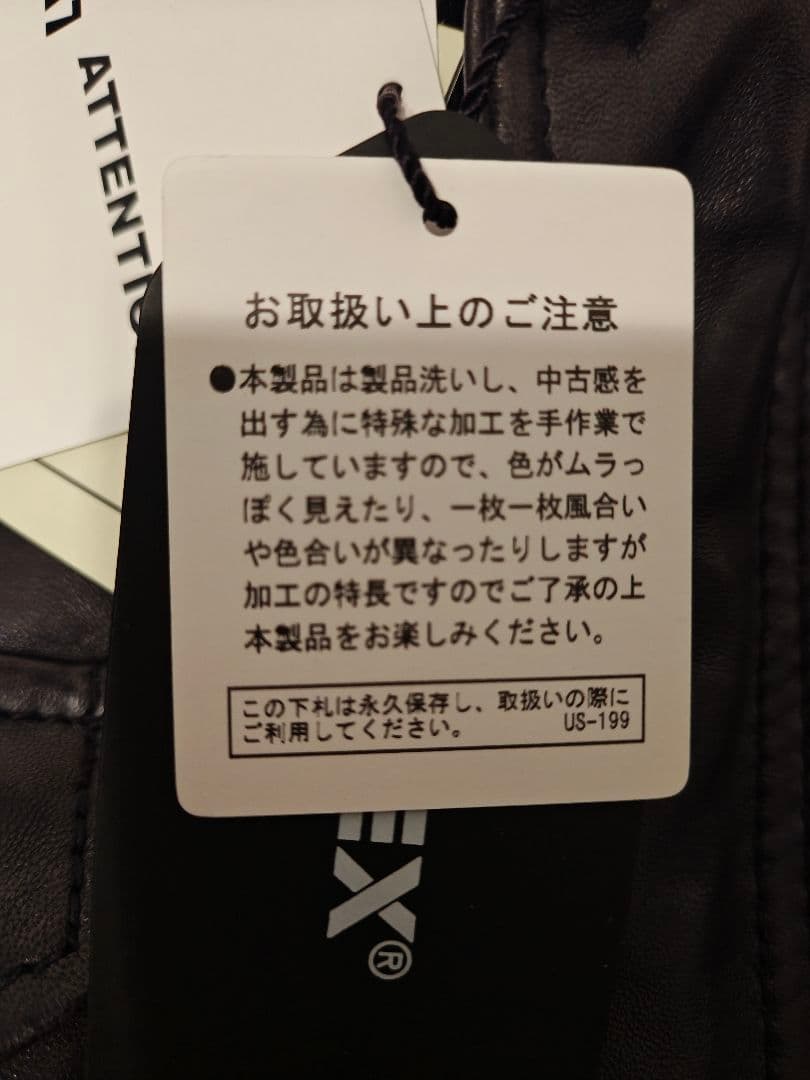 ATTENTIO
お取扱い上のご注意
●本製品は製品洗いし、中古感を
出す為に特殊な加工を手作業で
施していますので、色がムラっ
ぽく見えたり、一枚一枚風合い
や色合いが異なったりしますが
加工の特長ですのでご了承の上
本製品をお楽しみください。
この下札は永久保存し、取扱いの際に
ご利用してください。 US-199
EX®